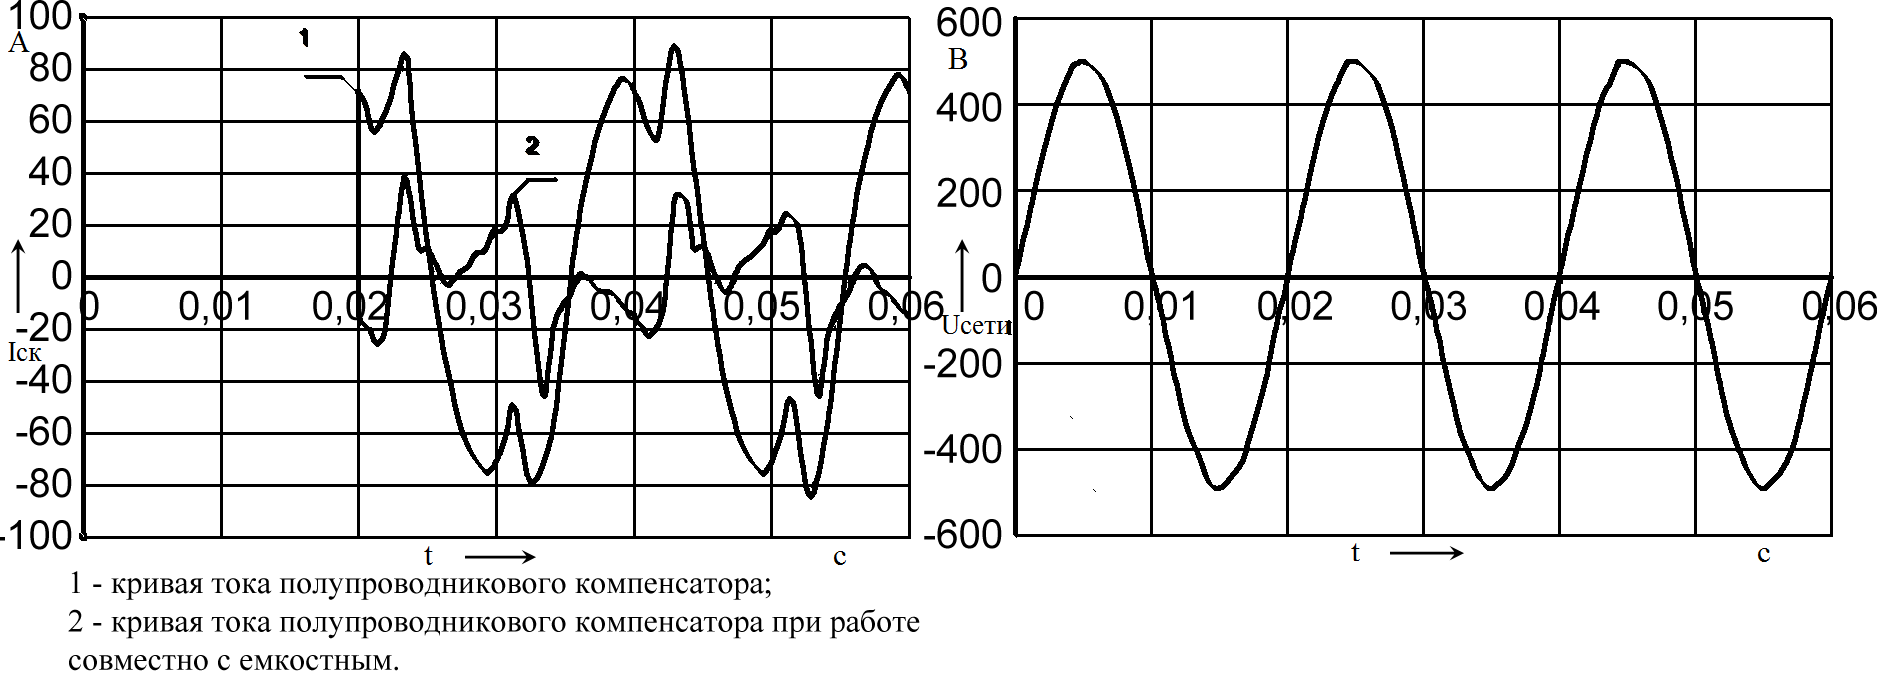 100
A
80
60
40
20
0
-20
Iск
-40
-60
-80
-100
1
2
0 0,01 0,02 0,03 0,04 0,05 0,06
t c
600
В
400
200
0
Uсети
-200
-400
-600
0 0,01 0,02 0,03 0,04 0,05 0,06
t c
1 - кривая тока полупроводникового компенсатора;
2 - кривая тока полупроводникового компенсатора при работе
совместно с емкостным.